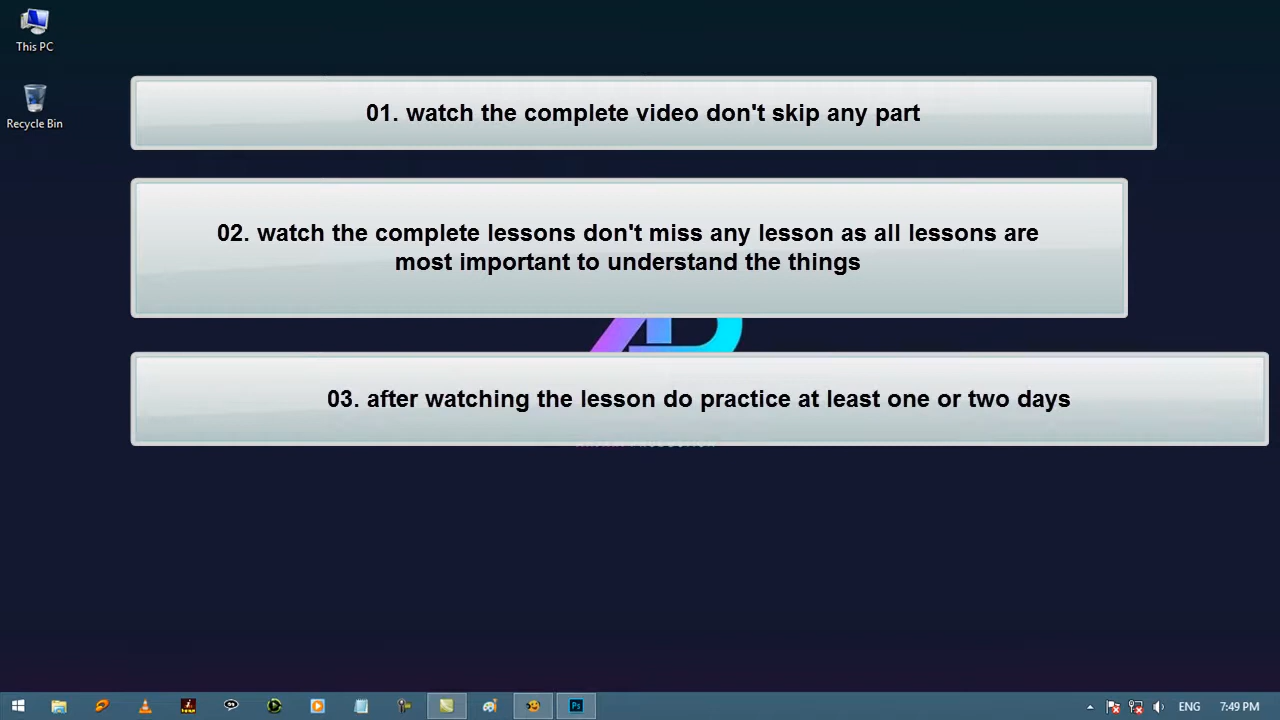 This PC
Recycle Bin
01. watch the complete video don't skip any part
02. watch the complete lessons don't miss any lesson as all lessons are
most important to understand the things
03. after watching the lesson do practice at least one or two days
Ps
ENG
7:49 PM